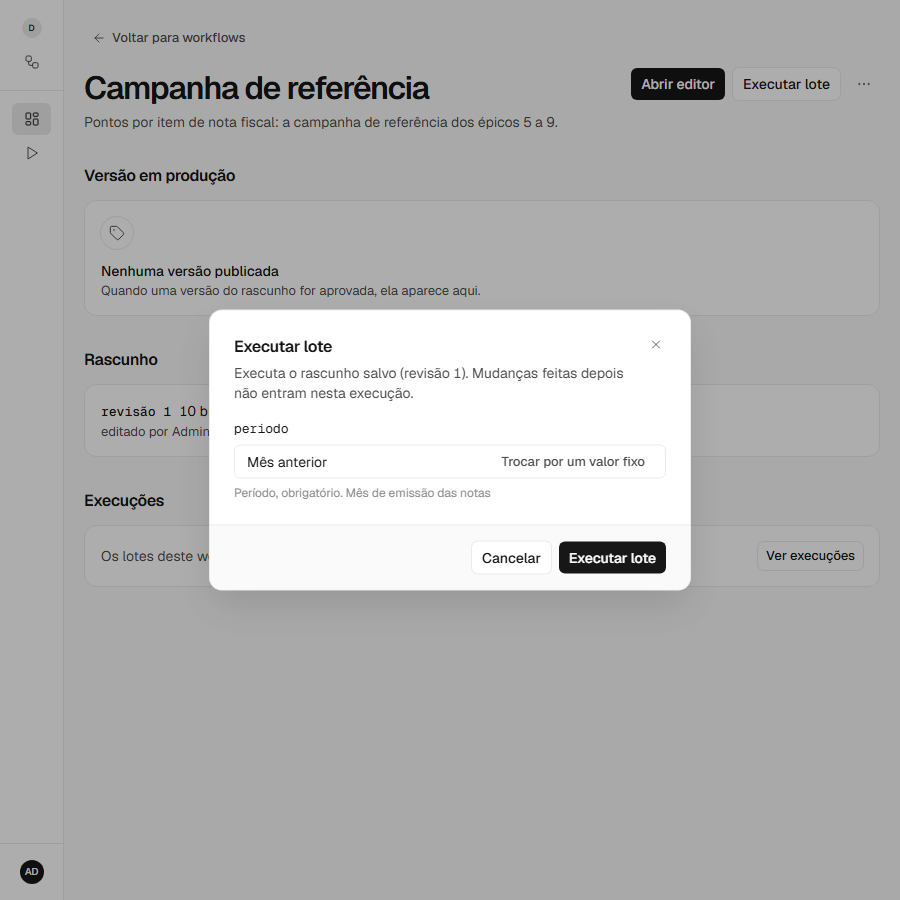 D
Voltar para workflows
Campanha de referência
Abrir editor
Executar lote
Pontos por item de nota fiscal: a campanha de referência dos épicos 5 a 9.
Versão em produção
Nenhuma versão publicada
Quando uma versão do rascunho for aprovada, ela aparece aqui.
Rascunho
revisão 1 10 b
editado por Admin
Execuções
Os lotes deste
Ver execuções
Executar lote
Executa o rascunho salvo (revisão 1). Mudanças feitas depois
não entram nesta execução.
periodo
Mês anterior
Trocar por um valor fixo
Período, obrigatório. Mês de emissão das notas
Cancelar
Executar lote
AD